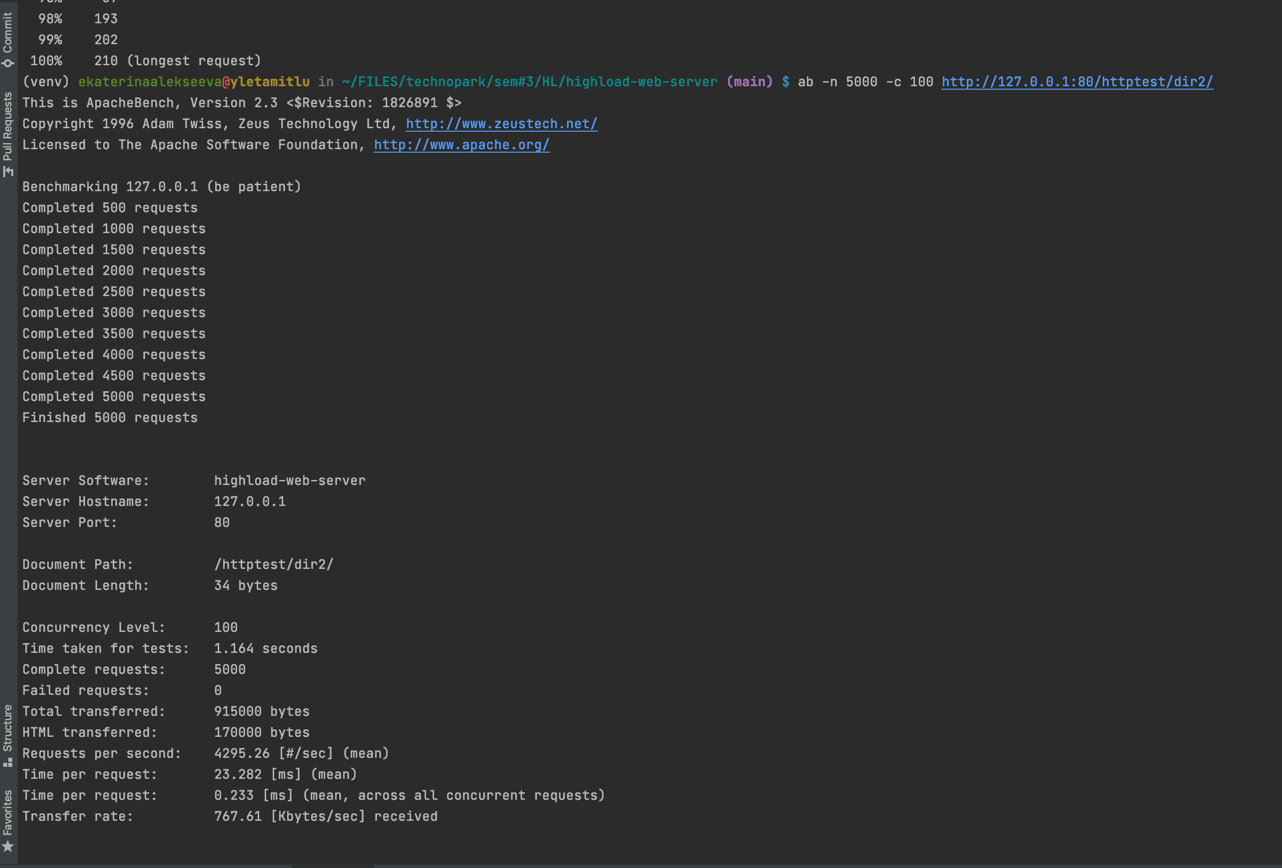 98%    193
99%    202
100%    210 (longest request)
(venv) ekaterinaalekseeva@yletamitlu in ~/FILES/technopark/sem#3/HL/highload-web-server (main) $ ab -n 5000 -c 100 http://127.0.0.1:80/httptest/dir2/
This is ApacheBench, Version 2.3 <$Revision: 1826891 $>
Copyright 1996 Adam Twiss, Zeus Technology Ltd, http://www.zeustech.net/
Licensed to The Apache Software Foundation, http://www.apache.org/
Benchmarking 127.0.0.1 (be patient)
Completed 500 requests
Completed 1000 requests
Completed 1500 requests
Completed 2000 requests
Completed 2500 requests
Completed 3000 requests
Completed 3500 requests
Completed 4000 requests
Completed 4500 requests
Completed 5000 requests
Finished 5000 requests
Server Software:        highload-web-server
Server Hostname:        127.0.0.1
Server Port:            80
Document Path:          /httptest/dir2/
Document Length:        34 bytes
Concurrency Level:      100
Time taken for tests:   1.164 seconds
Complete requests:      5000
Failed requests:        0
Total transferred:      915000 bytes
HTML transferred:       170000 bytes
Requests per second:    4295.26 [#/sec] (mean)
Time per request:       23.282 [ms] (mean)
Time per request:       0.233 [ms] (mean, across all concurrent requests)
Transfer rate:          767.61 [Kbytes/sec] received
Commit
Pull Requests
Structure
Favorites